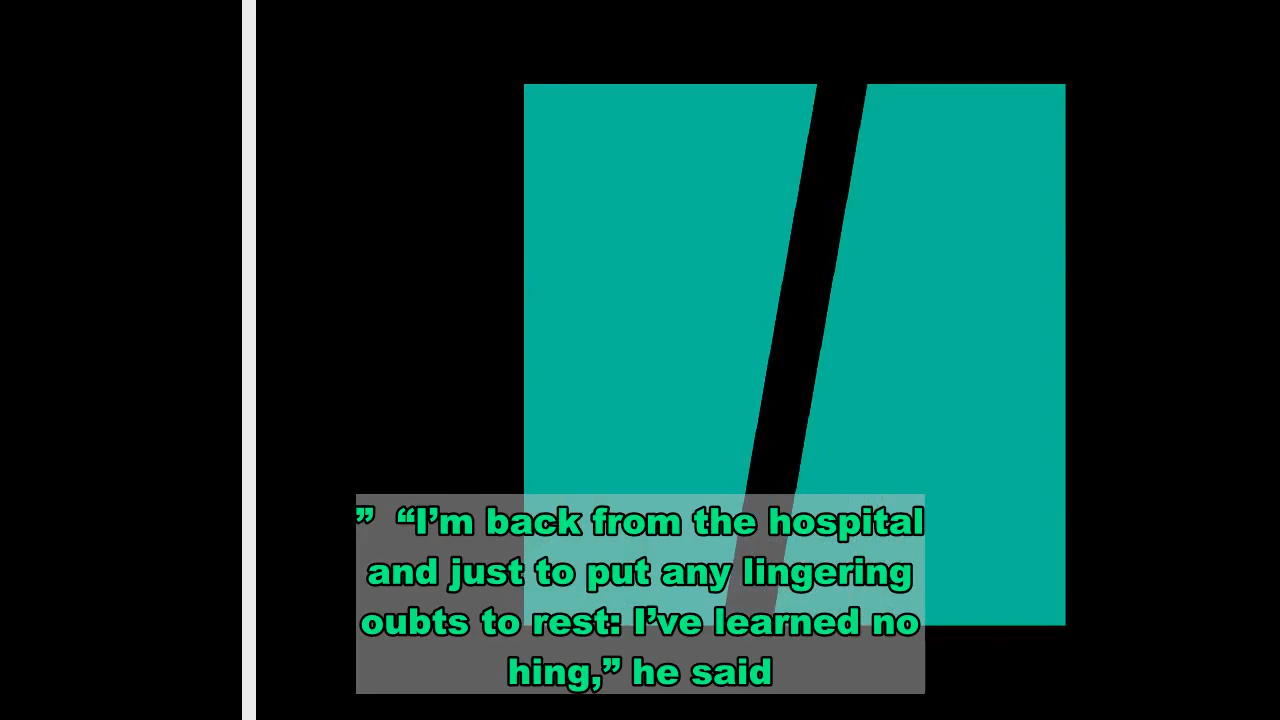 ”  “I’m back from the hospital
and just to put any lingering
oubts to rest: I’ve learned no
hing,” he said